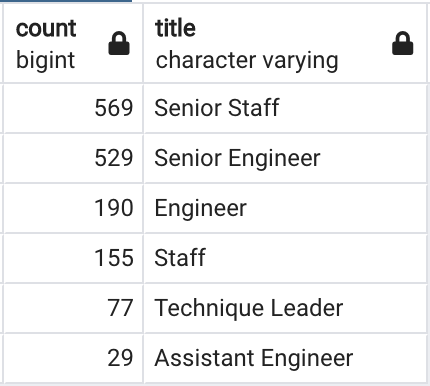 count title
bigint character varying
569 Senior Staff
529 Senior Engineer
190 Engineer
155 Staff
77 Technique Leader
29 Assistant Engineer